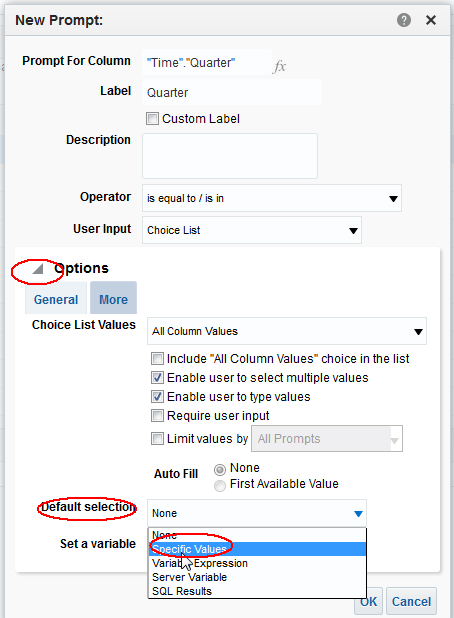 New Prompt:
Prompt For Column "Time"."Quarter" fx
Label Quarter
Custom Label
Description
Operator is equal to / is in
User Input Choice List
Options
General More
Choice List Values All Column Values
Include "All Column Values" choice in the list
Enable user to select multiple values
Enable user to type values
Require user input
Limit values by All Prompts
Auto Fill None
First Available Value
Default selection None
None
Set a variable Specific Values
Variable Expression
Server Variable
SQL Results
OK Cancel